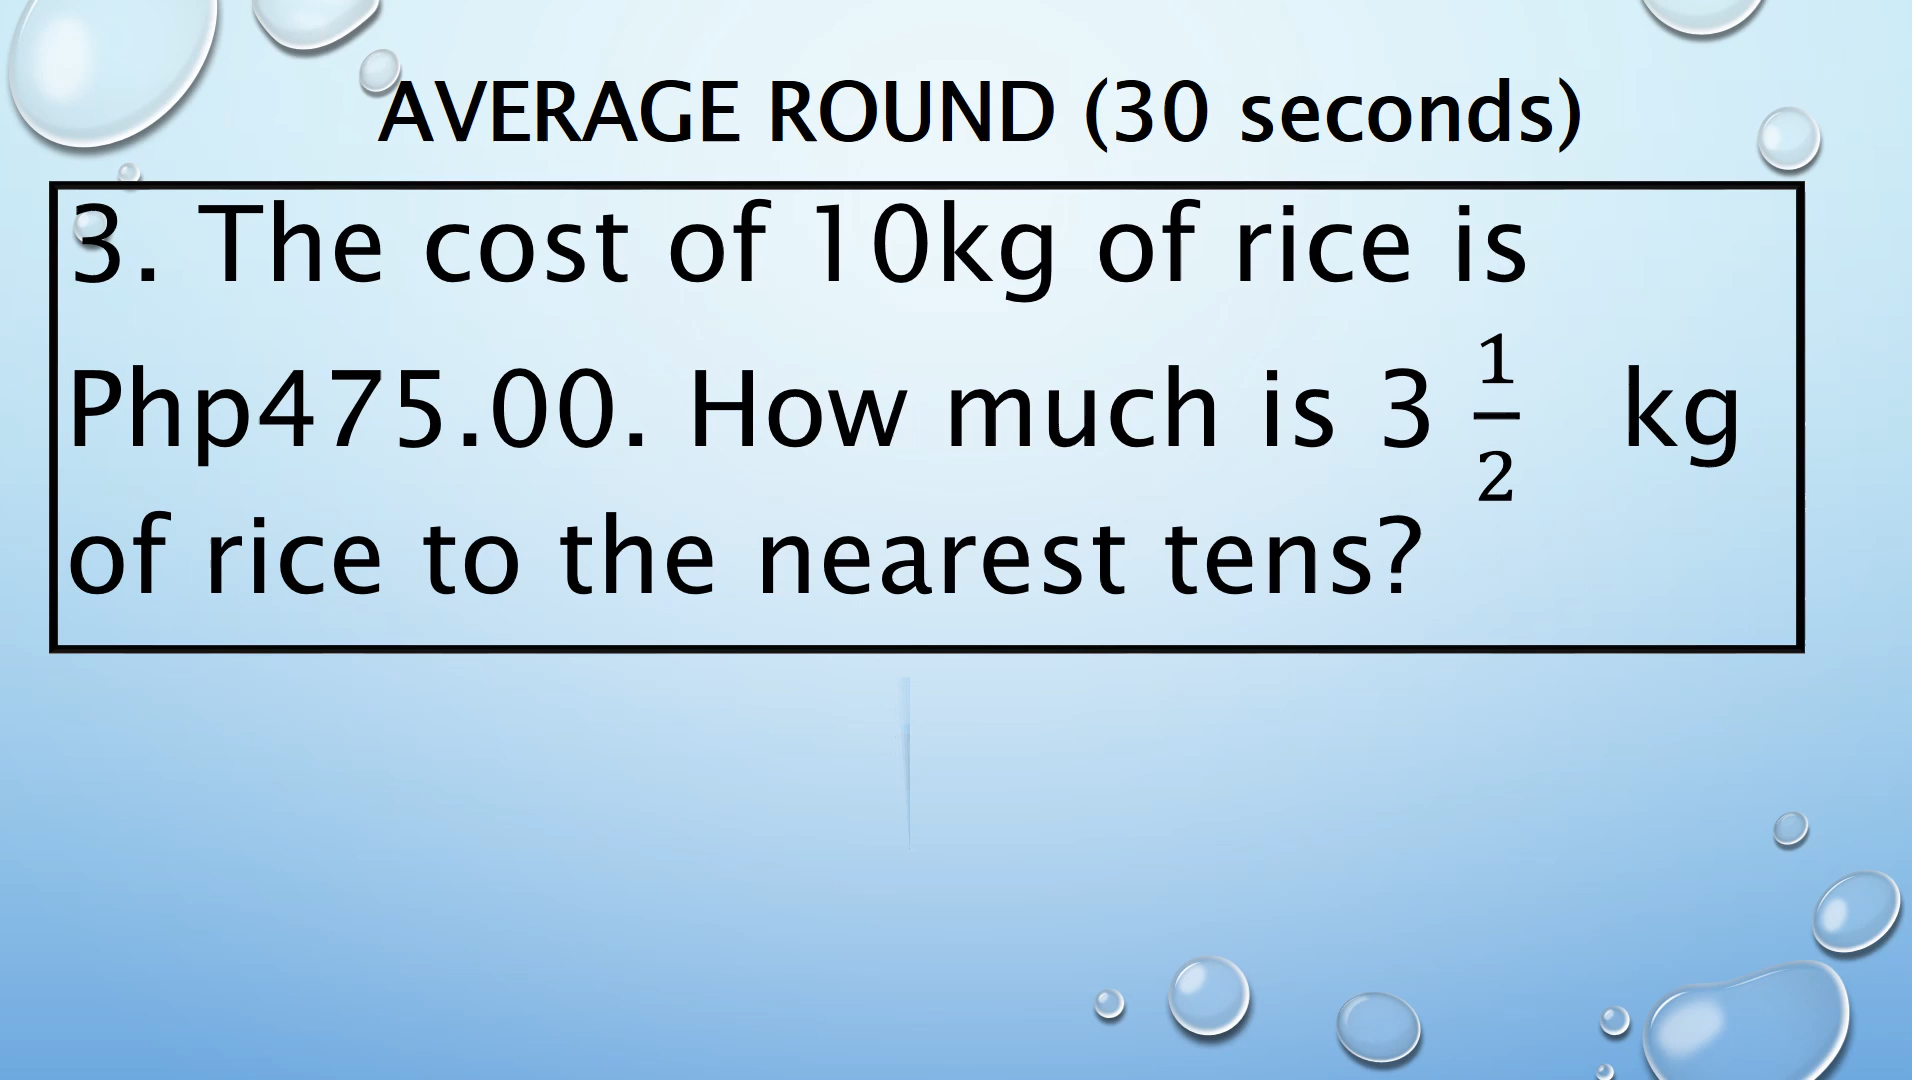 AVERAGE ROUND (30 seconds)
3. The cost of 10kg of rice is
Php475.00. How much is 3 1/2 kg
of rice to the nearest tens?